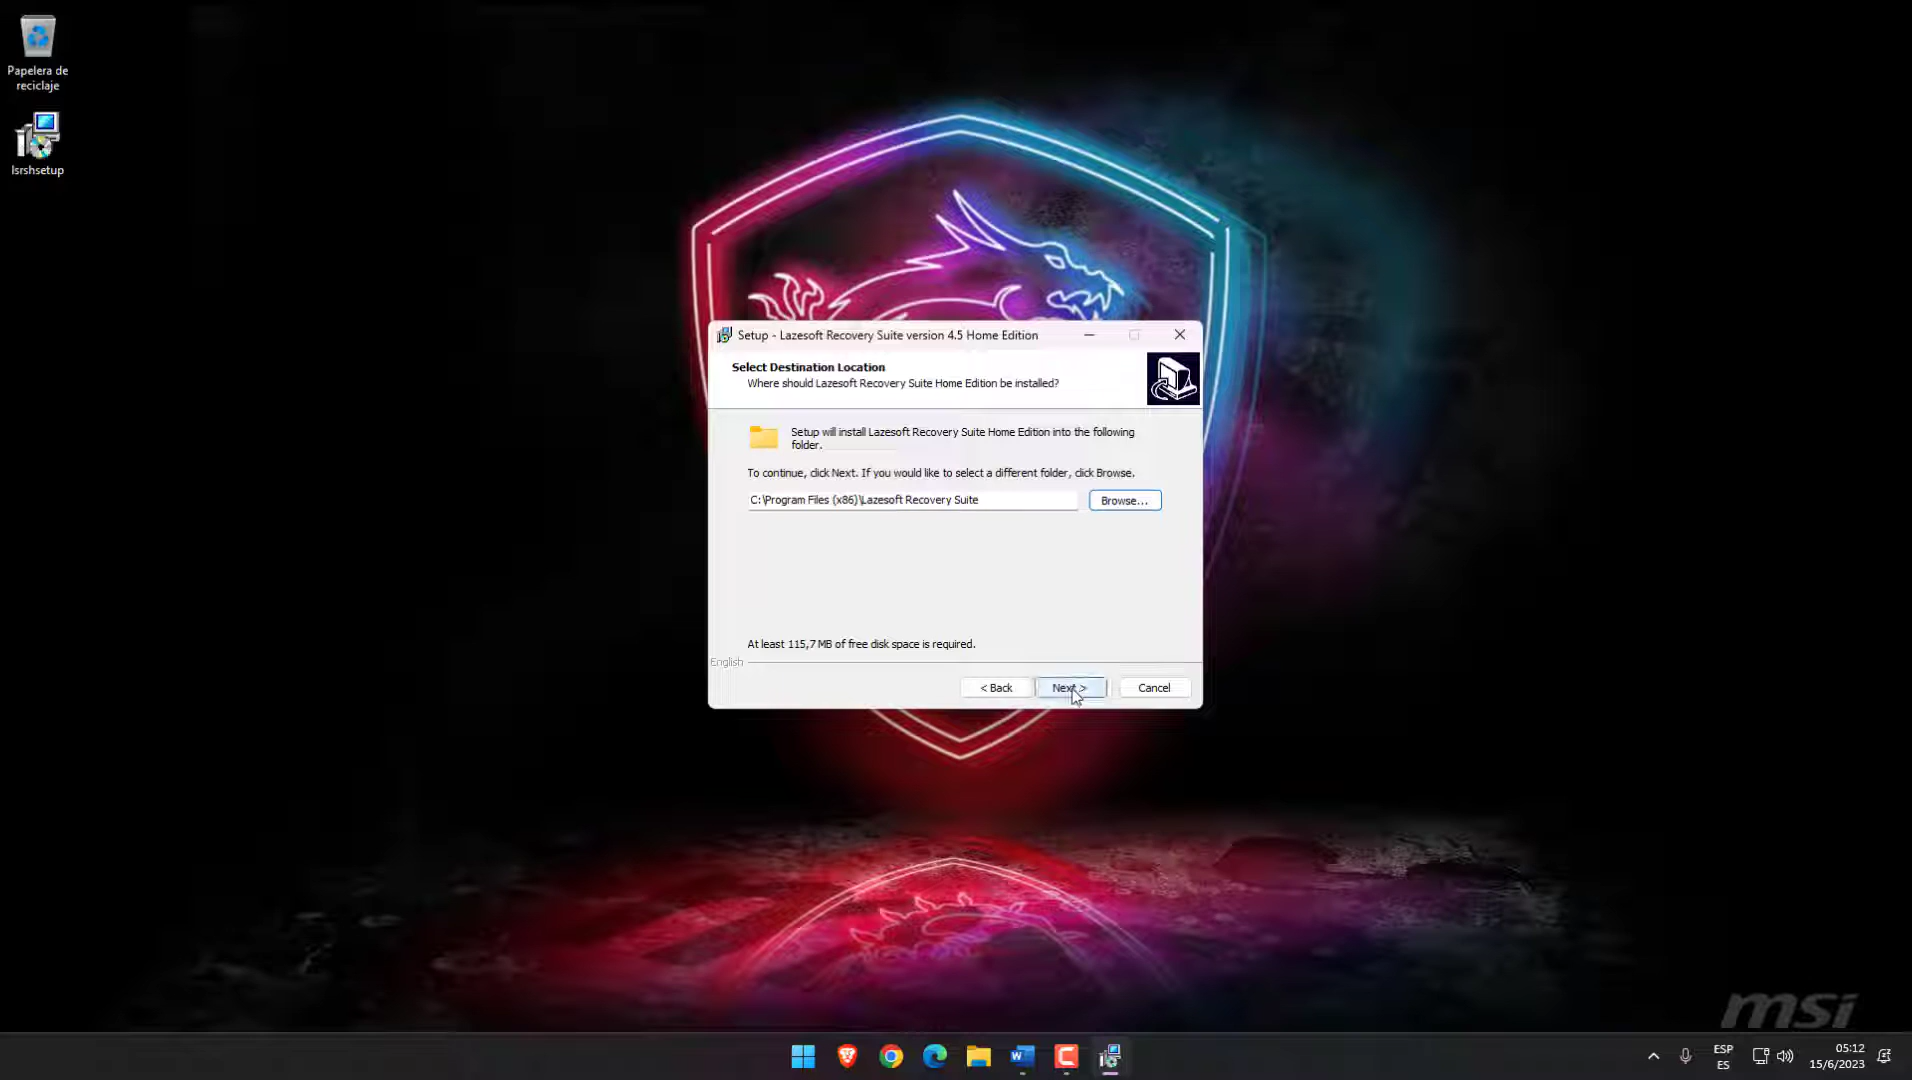 Papelera de
reciclaje
lsrshsetup
Setup - Lazesoft Recovery Suite version 4.5 Home Edition
Select Destination Location
Where should Lazesoft Recovery Suite Home Edition be installed?
Setup will install Lazesoft Recovery Suite Home Edition into the following
folder.
To continue, click Next. If you would like to select a different folder, click Browse.
C:\Program Files (x86)\Lazesoft Recovery Suite
Browse...
At least 115,7 MB of free disk space is required.
English
< Back
Next >
Cancel
msi
ESP
ES
05:12
15/6/2023